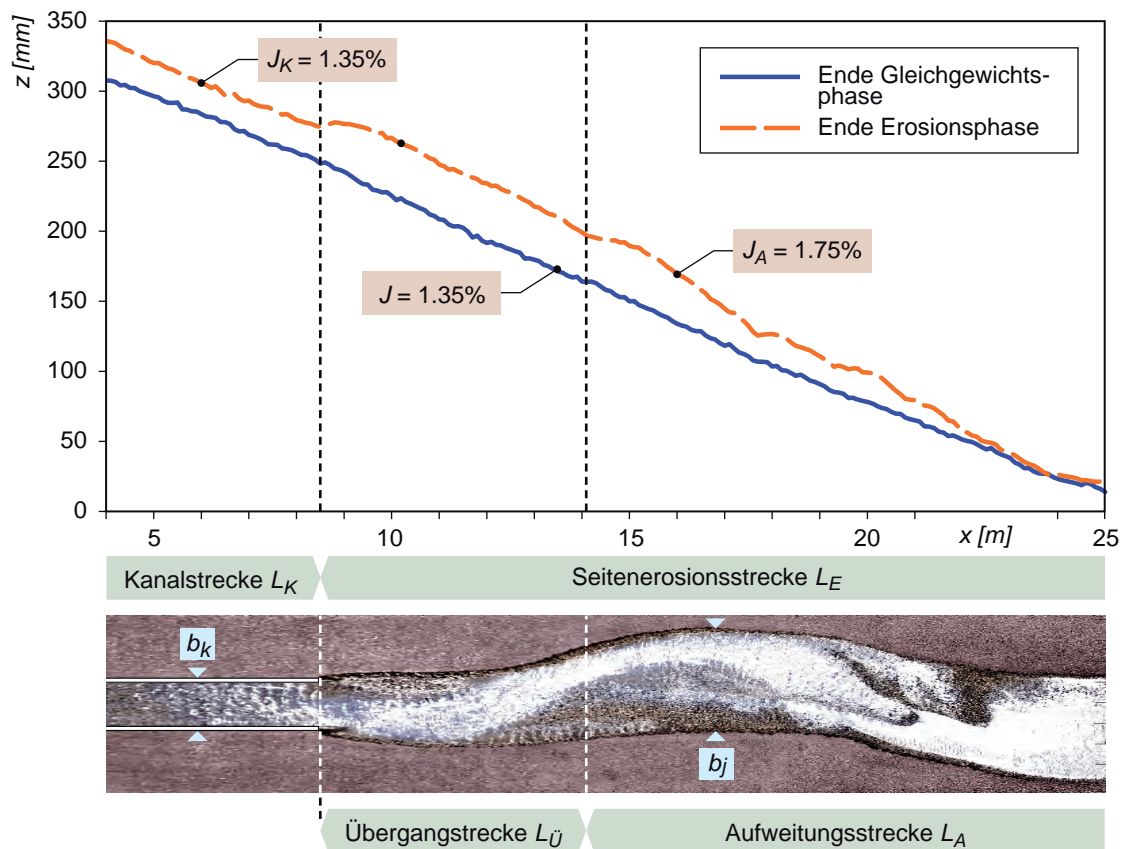 350
300
250
200
150
100
50
0
z [mm]
J_K = 1.35%
J = 1.35%
J_A = 1.75%
Ende Gleichgewichts-
phase
Ende Erosionsphase
5
10
15
20
x [m]
25
Kanalstrecke L_K
Seitenerosionsstrecke L_E
b_k
b_j
Übergangstrecke L_Ü
Aufweitungsstrecke L_A